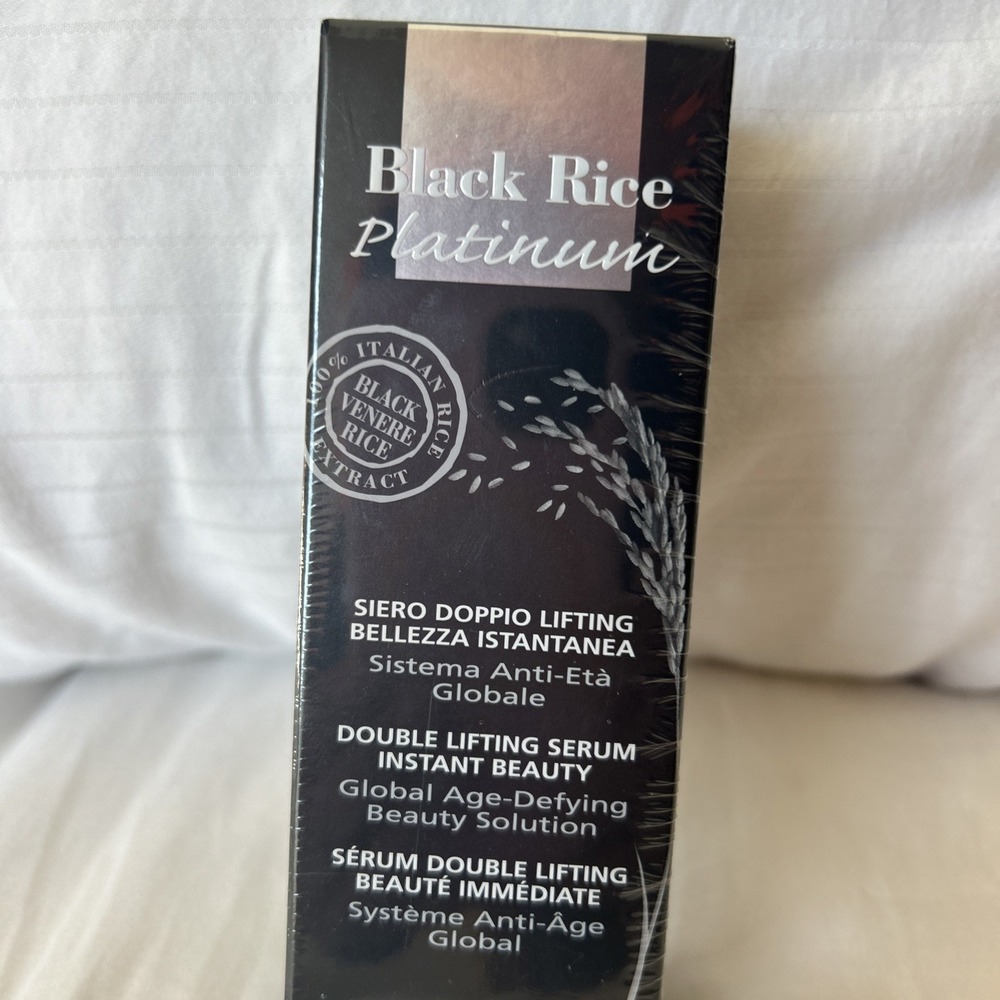 Black Rice
Platinum
100% ITALIAN RICE EXTRACT
BLACK
VENERE
RICE
SIERO DOPPIO LIFTING
BELLEZZA ISTANTANEA
Sistema Anti-Età
Globale
DOUBLE LIFTING SERUM
INSTANT BEAUTY
Global Age-Defying
Beauty Solution
SÉRUM DOUBLE LIFTING
BEAUTÉ IMMÉDIATE
Système Anti-Âge
Global